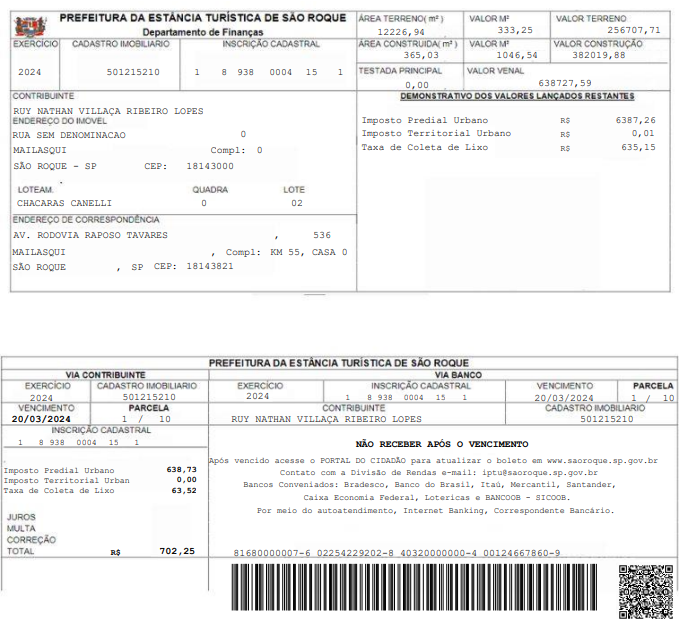 PREFEITURA DA ESTÂNCIA TURÍSTICA DE SÃO ROQUE
Departamento de Finanças
ÁREA TERRENO( m² ) VALOR M² VALOR TERRENO
12226,94 333,25 256707,71
EXERCÍCIO CADASTRO IMOBILIARIO INSCRIÇÃO CADASTRAL
ÁREA CONSTRUIDA( m² ) VALOR M² VALOR CONSTRUÇÃO
365,03 1046,54 382019,88
2024 501215210 1 8 938 0004 15 1
TESTADA PRINCIPAL VALOR VENAL
0,00 638727,59
CONTRIBUINTE
RUY NATHAN VILLAÇA RIBEIRO LOPES
ENDEREÇO DO IMOVEL
RUA SEM DENOMINACAO 0
MAILASQUI Compl: 0
SÃO ROQUE - SP CEP: 18143000
LOTEAM. QUADRA LOTE
CHACARAS CANELLI 0 02
ENDEREÇO DE CORRESPONDÊNCIA
AV. RODOVIA RAPOSO TAVARES , 536
MAILASQUI , Compl: KM 55, CASA 0
SÃO ROQUE , SP CEP: 18143821
DEMONSTRATIVO DOS VALORES LANÇADOS RESTANTES
Imposto Predial Urbano R$ 6387,26
Imposto Territorial Urbano R$ 0,01
Taxa de Coleta de Lixo R$ 635,15
PREFEITURA DA ESTÂNCIA TURÍSTICA DE SÃO ROQUE
VIA CONTRIBUINTE VIA BANCO
EXERCÍCIO CADASTRO IMOBILIARIO EXERCÍCIO INSCRIÇÃO CADASTRAL VENCIMENTO PARCELA
2024 501215210 2024 1 8 938 0004 15 1 20/03/2024 1 / 10
VENCIMENTO PARCELA CONTRIBUINTE CADASTRO IMOBILIARIO
20/03/2024 1 / 10 RUY NATHAN VILLAÇA RIBEIRO LOPES 501215210
INSCRIÇÃO CADASTRAL
1 8 938 0004 15 1
Imposto Predial Urbano 638,73
Imposto Territorial Urban 0,00
Taxa de Coleta de Lixo 63,52
JUROS
MULTA
CORREÇÃO
TOTAL R$ 702,25
NÃO RECEBER APÓS O VENCIMENTO
Após vencido acesse o PORTAL DO CIDADÃO para atualizar o boleto em www.saoroque.sp.gov.br
Contato com a Divisão de Rendas e-mail: iptu@saoroque.sp.gov.br
Bancos Conveniados: Bradesco, Banco do Brasil, Itaú, Mercantil, Santander,
Caixa Economia Federal, Lotericas e BANCOOB - SICOOB.
Por meio do autoatendimento, Internet Banking, Correspondente Bancário.
81680000007-6 02254229202-8 40320000000-4 00124667860-9